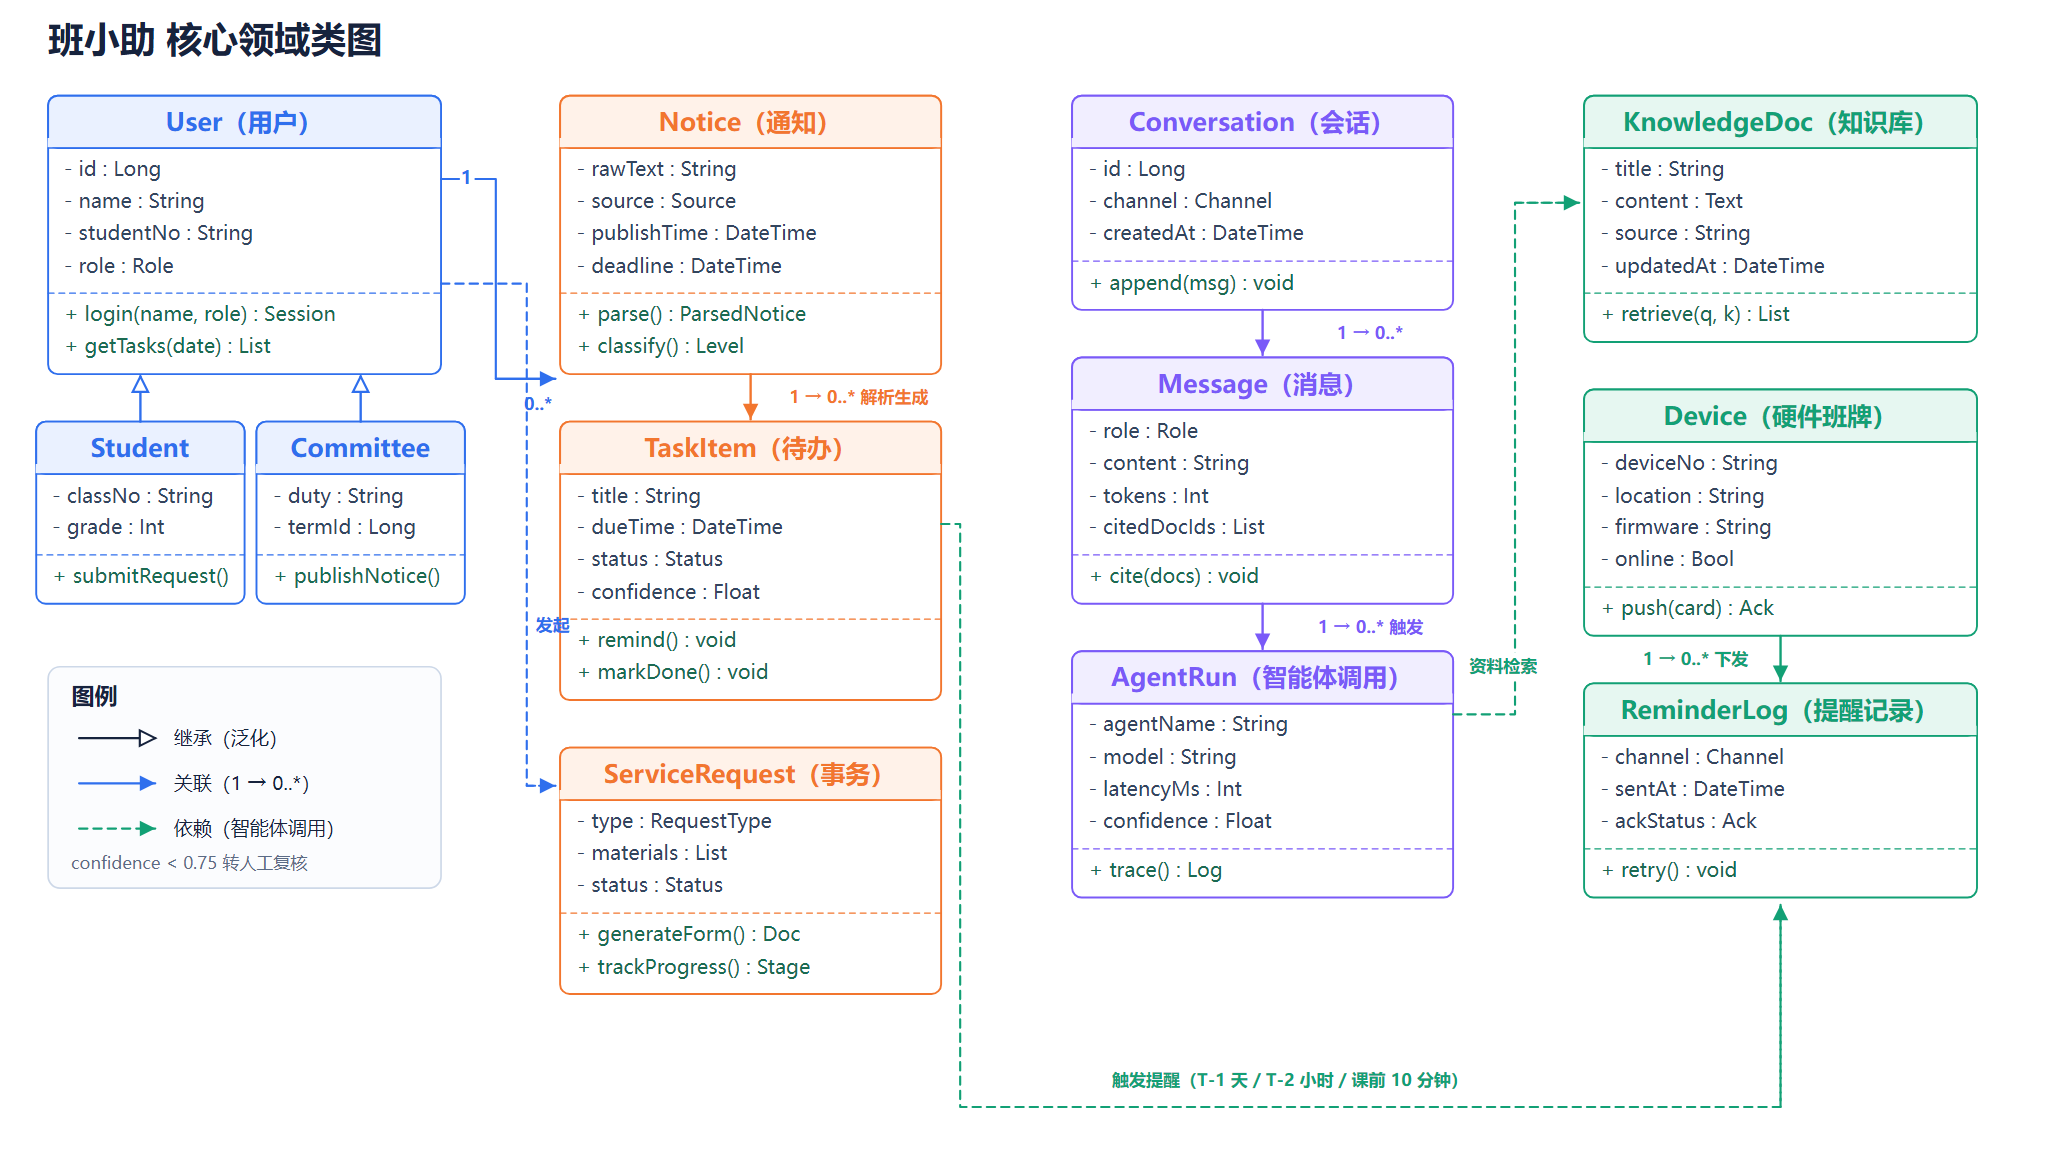 班小助 核心领域类图
User（用户）
- id : Long
- name : String
- studentNo : String
- role : Role
+ login(name, role) : Session
+ getTasks(date) : List
1
0..*
发起
Student
- classNo : String
- grade : Int
+ submitRequest()
Committee
- duty : String
- termId : Long
+ publishNotice()
图例
继承（泛化）
关联（1 → 0..*）
依赖（智能体调用）
confidence < 0.75 转人工复核
Notice（通知）
- rawText : String
- source : Source
- publishTime : DateTime
- deadline : DateTime
+ parse() : ParsedNotice
+ classify() : Level
1 → 0..* 解析生成
TaskItem（待办）
- title : String
- dueTime : DateTime
- status : Status
- confidence : Float
+ remind() : void
+ markDone() : void
ServiceRequest（事务）
- type : RequestType
- materials : List
- status : Status
+ generateForm() : Doc
+ trackProgress() : Stage
Conversation（会话）
- id : Long
- channel : Channel
- createdAt : DateTime
+ append(msg) : void
1 → 0..*
Message（消息）
- role : Role
- content : String
- tokens : Int
- citedDocIds : List
+ cite(docs) : void
1 → 0..* 触发
AgentRun（智能体调用）
- agentName : String
- model : String
- latencyMs : Int
- confidence : Float
+ trace() : Log
资料检索
KnowledgeDoc（知识库）
- title : String
- content : Text
- source : String
- updatedAt : DateTime
+ retrieve(q, k) : List
Device（硬件班牌）
- deviceNo : String
- location : String
- firmware : String
- online : Bool
+ push(card) : Ack
1 → 0..* 下发
ReminderLog（提醒记录）
- channel : Channel
- sentAt : DateTime
- ackStatus : Ack
+ retry() : void
触发提醒（T-1 天 / T-2 小时 / 课前 10 分钟）